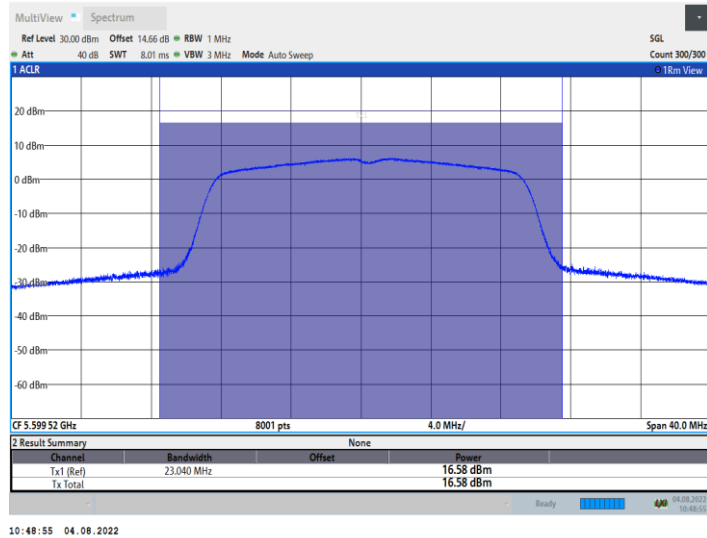 MultiView Spectrum
Ref Level 30.00 dBm Offset 14.66 dB RBW 1 MHz SGL
Att 40 dB SWT 8.01 ms VBW 3 MHz Mode Auto Sweep Count 300/300
1 ACLR 1Rm View
20 dBm
10 dBm
0 dBm
-10 dBm
-20 dBm
-30 dBm
-40 dBm
-50 dBm
-60 dBm
CF 5.599 52 GHz 8001 pts 4.0 MHz/ Span 40.0 MHz
2 Result Summary None
Channel Bandwidth Offset Power
Tx1 (Ref) 23.040 MHz 16.58 dBm
Tx Total 16.58 dBm
Ready 04.08.2022
10:48:55
10:48:55 04.08.2022